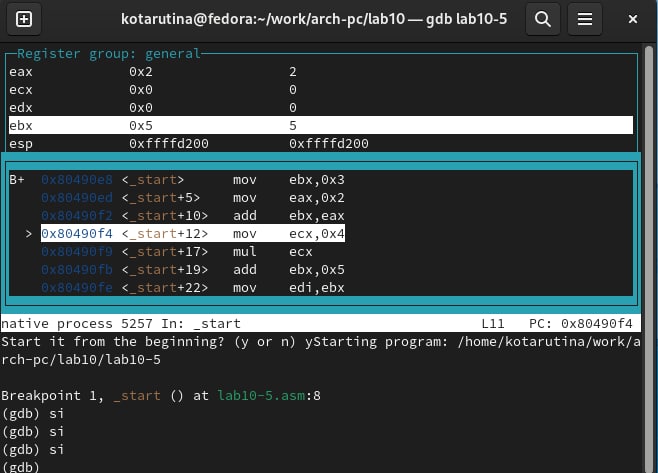 kotarutina@fedora:~/work/arch-pc/lab10 — gdb lab10-5
Register group: general
eax 0x2 2
ecx 0x0 0
edx 0x0 0
ebx 0x5 5
esp 0xffffd200 0xffffd200
B+ 0x80490e8 <_start> mov ebx,0x3
0x80490ed <_start+5> mov eax,0x2
0x80490f2 <_start+10> add ebx,eax
> 0x80490f4 <_start+12> mov ecx,0x4
0x80490f9 <_start+17> mul ecx
0x80490fb <_start+19> add ebx,0x5
0x80490fe <_start+22> mov edi,ebx
native process 5257 In: _start L11 PC: 0x80490f4
Start it from the beginning? (y or n) yStarting program: /home/kotarutina/work/a
rch-pc/lab10/lab10-5
Breakpoint 1, _start () at lab10-5.asm:8
(gdb) si
(gdb) si
(gdb) si
(gdb)